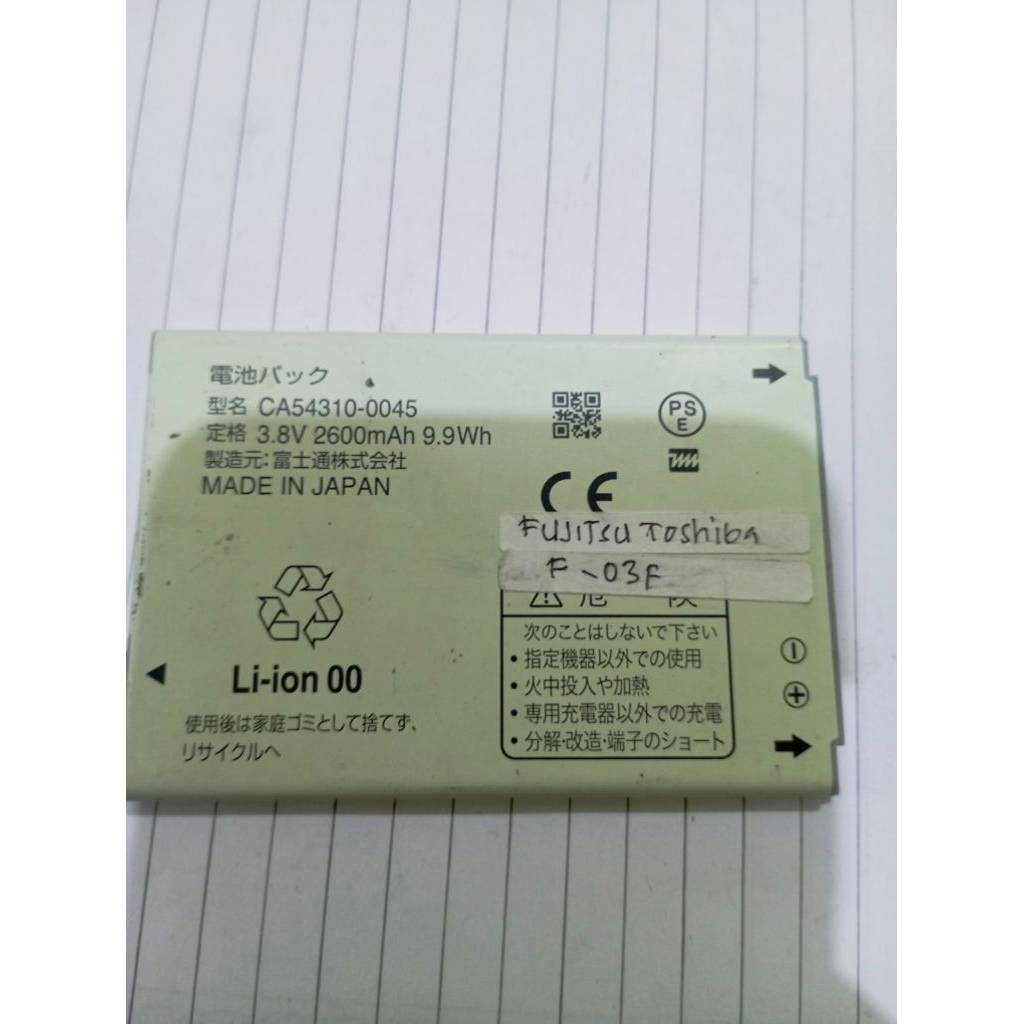 電池パック
型名 CA54310-0045
定格 3.8V 2600mAh 9.9Wh
製造元:富士通株式会社
MADE IN JAPAN
PS
E
CE
FUJITSU Toshiba
F-03F
危 険
次のことはしないで下さい
• 指定機器以外での使用
• 火中投入や加熱
• 専用充電器以外での充電
• 分解・改造・端子のショート
Li-ion 00
使用後は家庭ゴミとして捨てず、
リサイクルへ